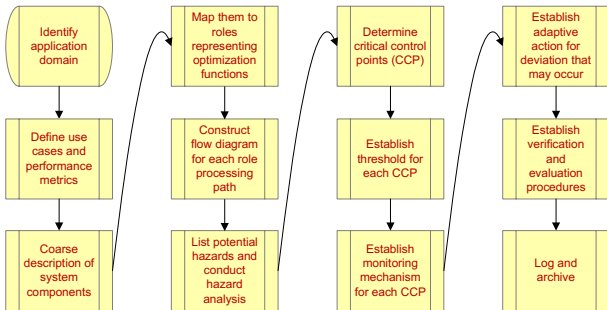 Identify
application
domain
Define use
cases and
performance
metrics
Coarse
description of
system
components
Map them to
roles
representing
optimization
functions
Construct
flow diagram
for each role
processing
path
List potential
hazards and
conduct
hazard
analysis
Determine
critical control
points (CCP)
Establish
threshold for
each CCP
Establish
monitoring
mechanism
for each CCP
Establish
adaptive
action for
deviation that
may occur
Establish
verification
and
evaluation
procedures
Log and
archive